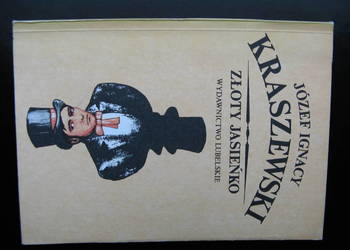 JÓZEF IGNACY
KRASZEWSKI
ZŁOTY JASIEŃKO
WYDAWNICTWO LUBELSKIE